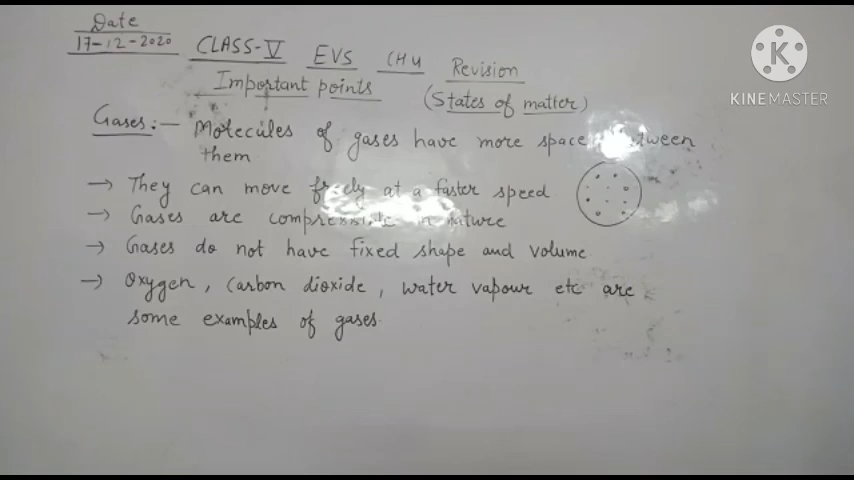 Date
17-12-2020 CLASS-V EVS CH4 Revision
Important points (States of matter)
Gases:- Molecules of gases have more space between
them
→ They can move freely at a faster speed
→ Gases are compressible in nature
→ Gases do not have fixed shape and volume
→ Oxygen, Carbon dioxide, water vapour etc are
some examples of gases.
K
KINEMASTER